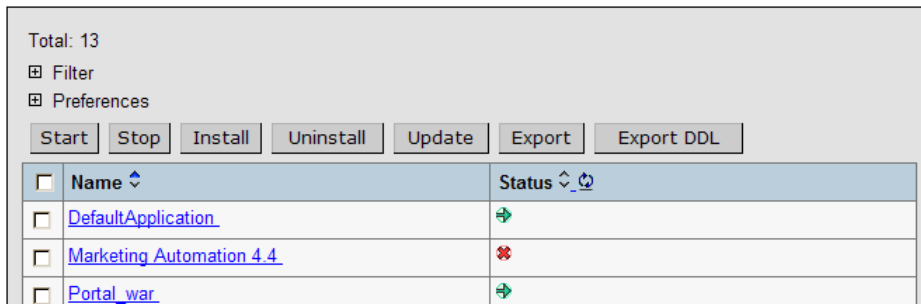 Total: 13
Filter
Preferences
Start Stop Install Uninstall Update Export Export DDL
Name Status
DefaultApplication
Marketing Automation 4.4
Portal_war